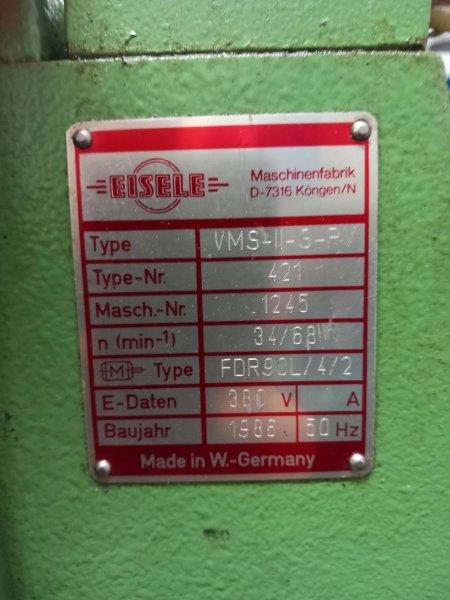 EISELE
Maschinenfabrik
D-7316 Köngen/N
Type VMS-II-S-PV
Type-Nr. 421
Masch.-Nr. 1245
n (min-1) 34/68
M Type FDR90L/4/2
E-Daten 380 V A
Baujahr 1986 50 Hz
Made in W.-Germany